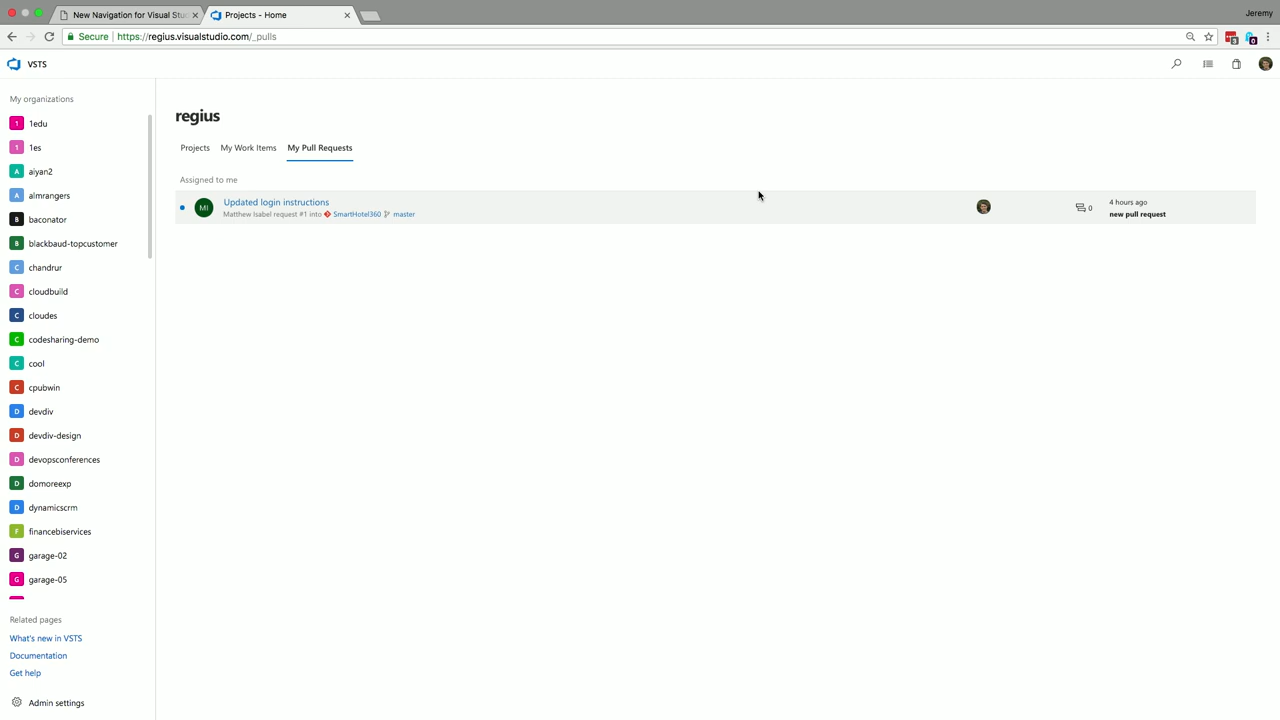 New Navigation for Visual Stu
Projects - Home
Jeremy
Secure
https://regius.visualstudio.com/_pulls
3
0
VSTS
My organizations
1 1edu
1 1es
A aiyan2
A almrangers
B baconator
B blackbaud-topcustomer
C chandrur
C cloudbuild
C cloudes
C codesharing-demo
C cool
C cpubwin
D devdiv
D devdiv-design
D devopsconferences
D domoreexp
D dynamicscrm
F financebiservices
G garage-02
G garage-05
Related pages
What's new in VSTS
Documentation
Get help
Admin settings
regius
Projects
My Work Items
My Pull Requests
Assigned to me
MI
Updated login instructions
Matthew Isabel request #1 into SmartHotel360 master
0
4 hours ago
new pull request